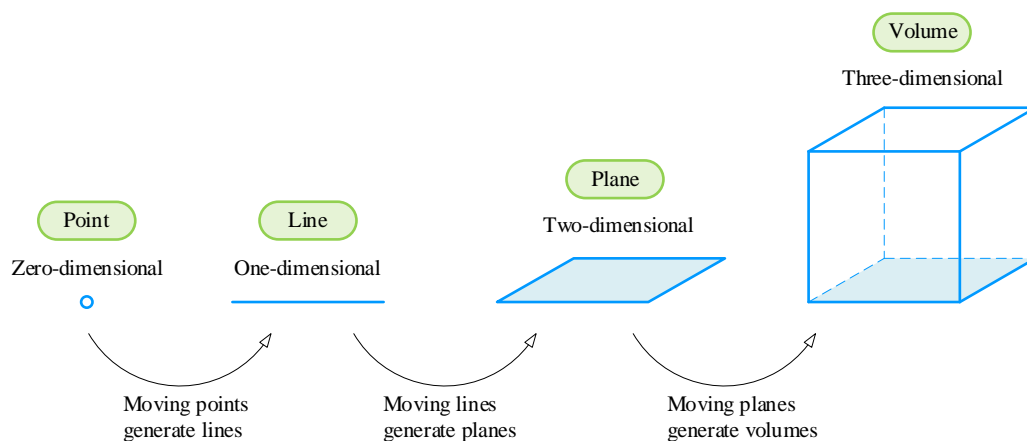 Point
Zero-dimensional
Line
One-dimensional
Plane
Two-dimensional
Volume
Three-dimensional
Moving points
generate lines
Moving lines
generate planes
Moving planes
generate volumes